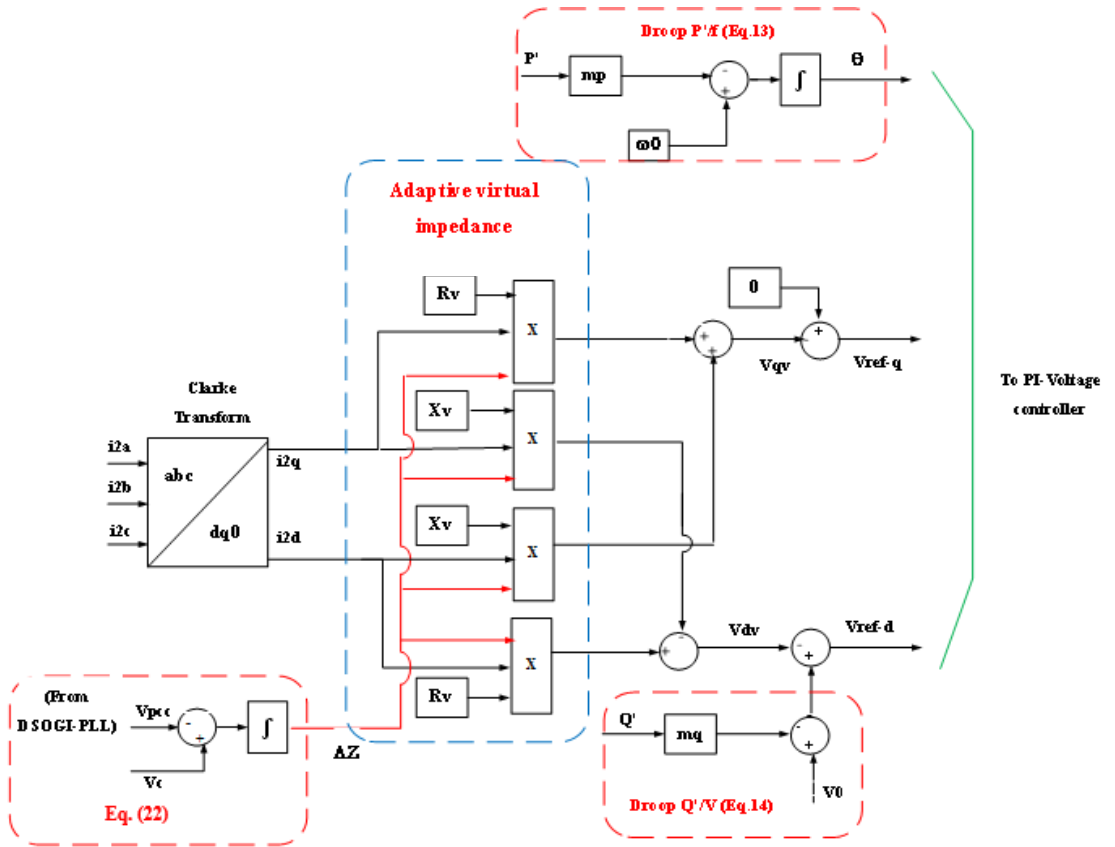 Droop P'/f (Eq.13)
P'
mp
-
+
∫
Ө
ω0
Adaptive virtual
impedance
Rv
X
0
+
+
+
-
Vqv
Vref-q
Clarke
Transform
Xv
X
To PI-Voltage
controller
i2a
i2b
i2c
abc
dq0
i2q
i2d
Xv
X
Rv
X
+
-
Vdv
-
+
Vref-d
(From
DSOGI-PLL)
Vpcc
-
+
∫
Vc
AZ
Eq. (22)
Q'
mq
-
+
V0
Droop Q'/V (Eq.14)